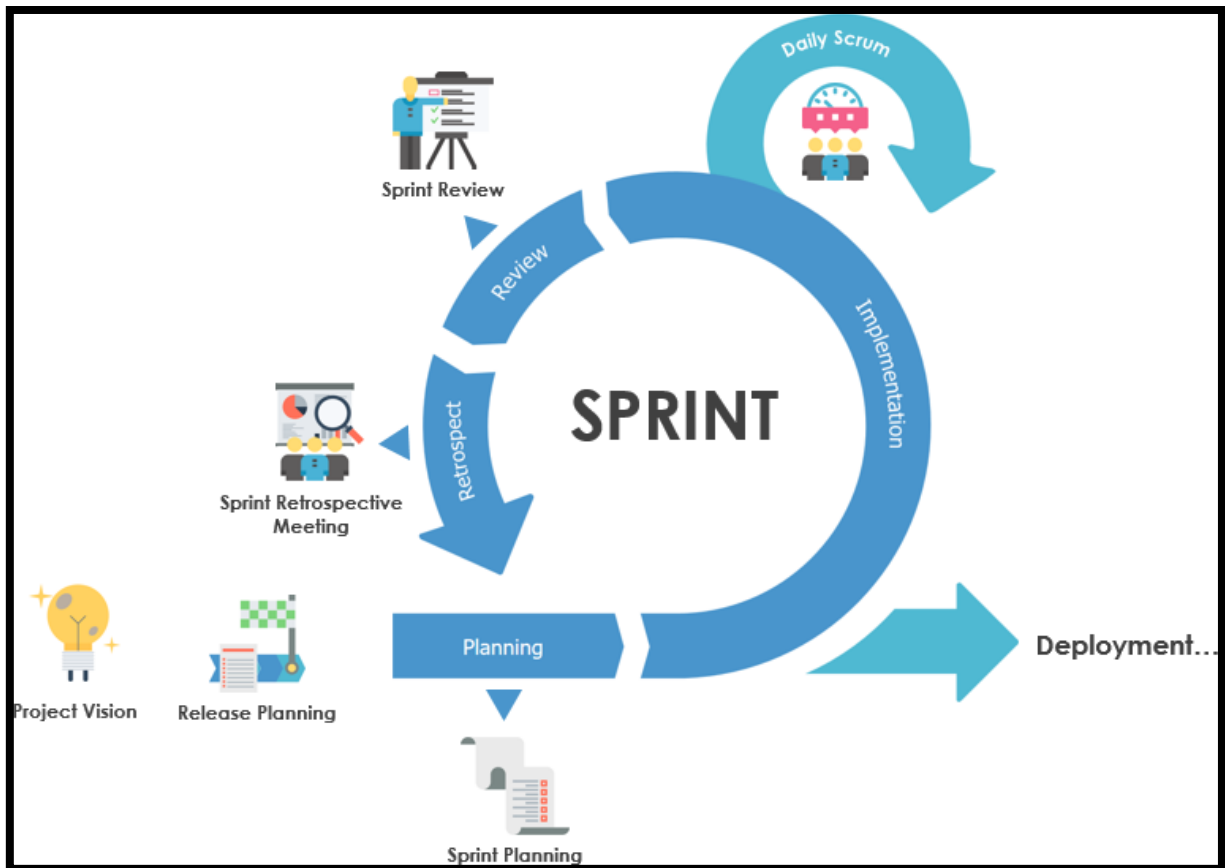 Daily Scrum
Sprint Review
Review
Implementation
SPRINT
Retrospect
Sprint Retrospective
Meeting
Planning
Deployment...
Project Vision
Release Planning
Sprint Planning